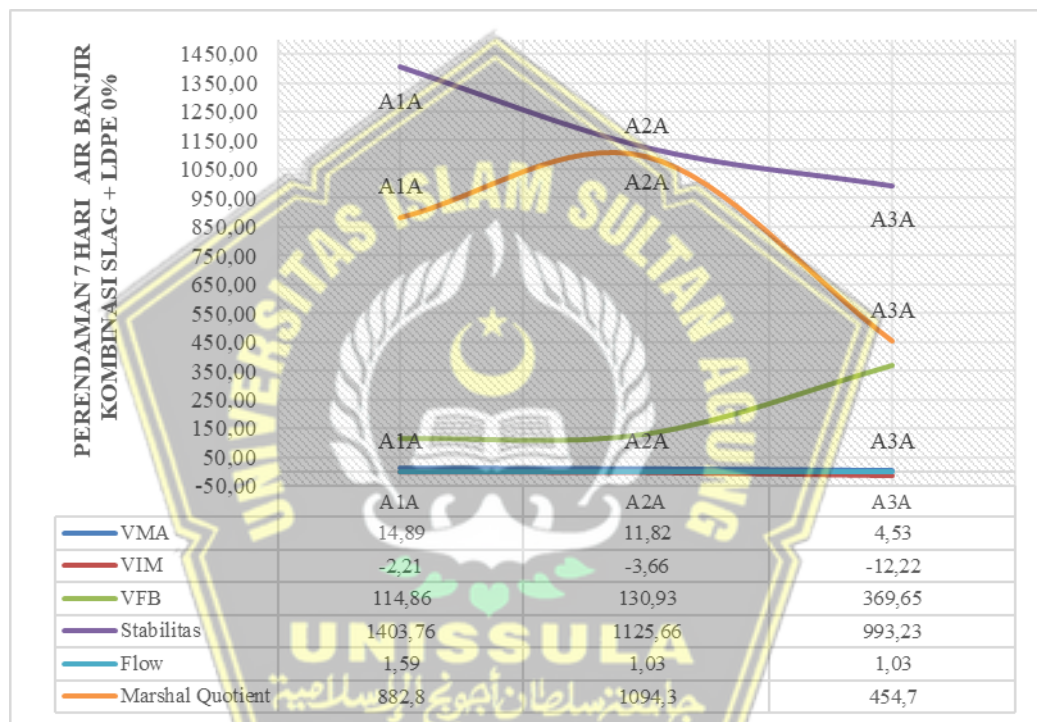 PERENDAMAN 7 HARI AIR BANJIR
KOMBINASI SLAG + LDPE 0%
1450,00
1350,00
1250,00
1150,00
1050,00
950,00
850,00
750,00
650,00
550,00
450,00
350,00
250,00
150,00
50,00
-50,00
A1A
A2A
A1A
A2A
A3A
A3A
A1A
A2A
A3A
A1A A2A A3A
VMA 14,89 11,82 4,53
VIM -2,21 -3,66 -12,22
VFB 114,86 130,93 369,65
Stabilitas 1403,76 1125,66 993,23
Flow 1,59 1,03 1,03
Marshal Quotient 882,8 1094,3 454,7
UNIVERSITAS ISLAM SULTAN AGUNG
UNISSULA
جامعتنسلطان أجونج الإسلامية